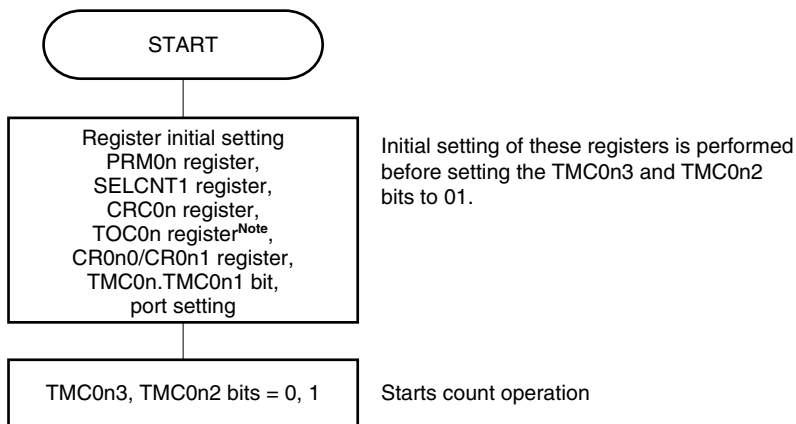 START
Register initial setting
PRM0n register,
SELCNT1 register,
CRC0n register,
TOC0n registerNote,
CR0n0/CR0n1 register,
TMC0n.TMC0n1 bit,
port setting
Initial setting of these registers is performed
before setting the TMC0n3 and TMC0n2
bits to 01.
TMC0n3, TMC0n2 bits = 0, 1
Starts count operation